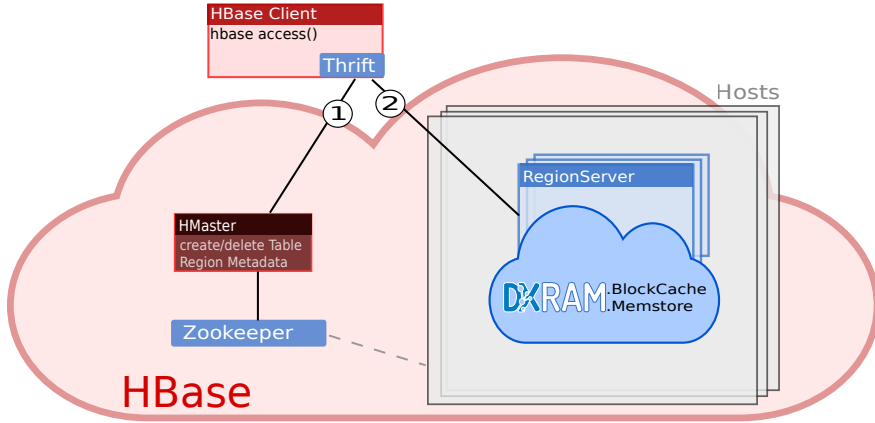 HBase Client
hbase access()
Thrift
① ②
Hosts
RegionServer
HMaster
create/delete Table
Region Metadata
DXRAM .BlockCache
.Memstore
Zookeeper
HBase